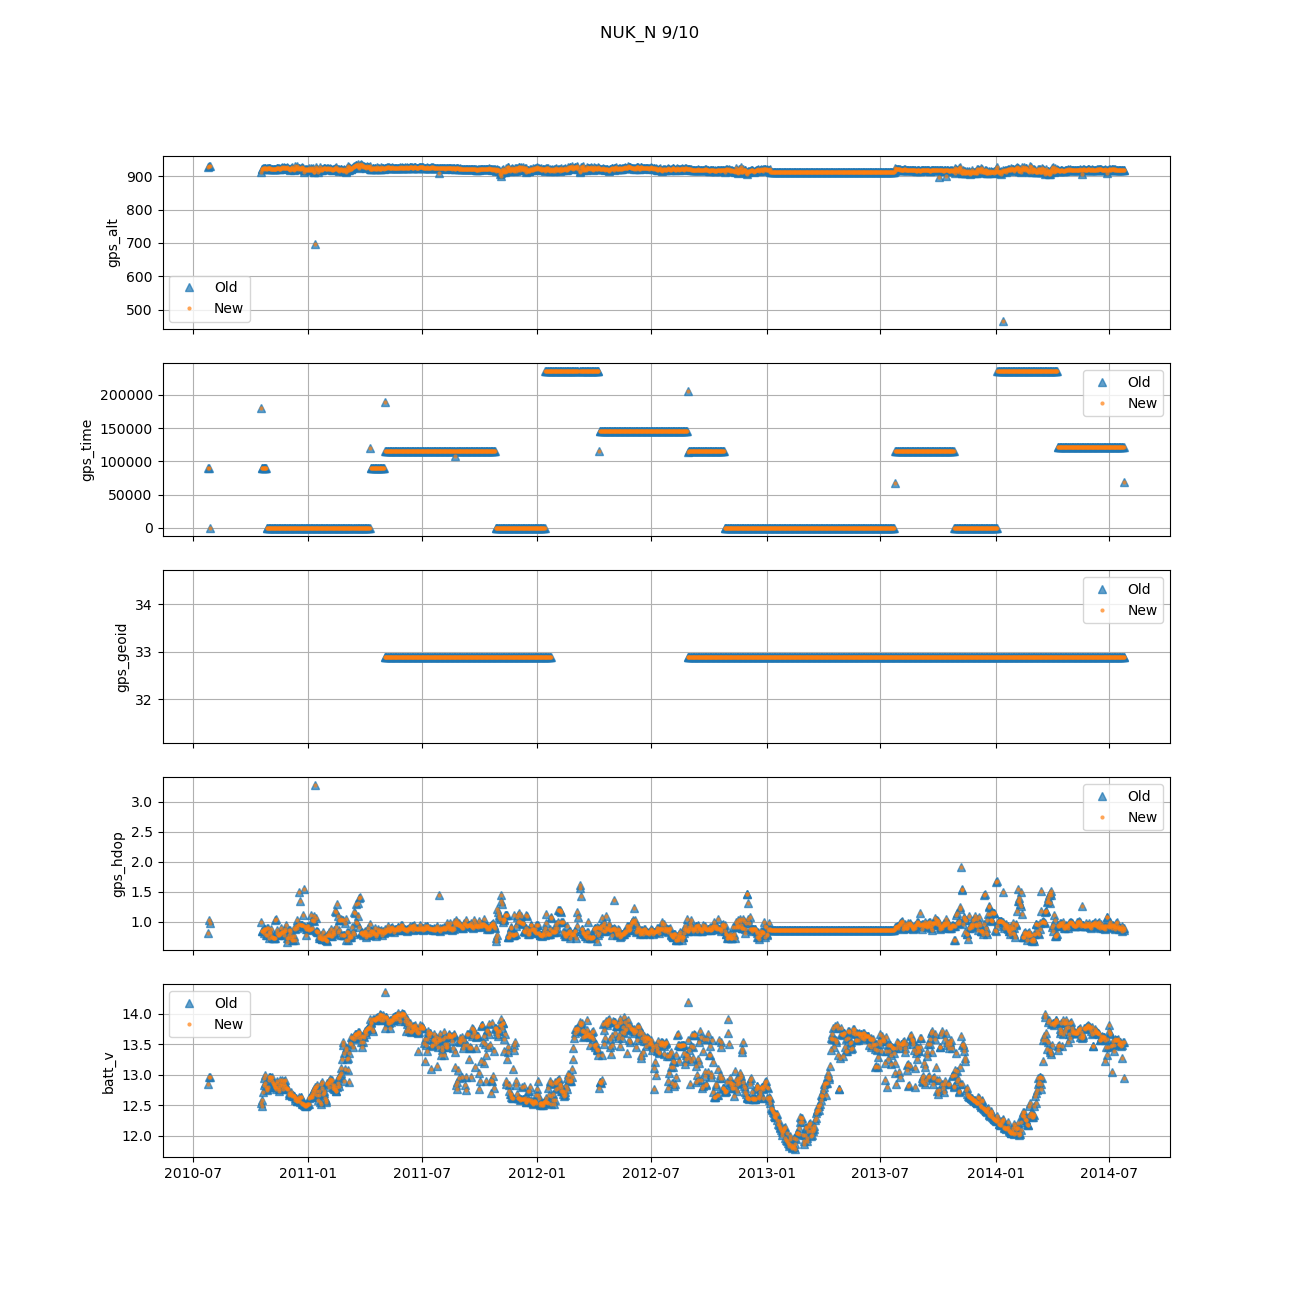 NUK_N 9/10
gps_alt
900
800
700
600
500
Old
New
gps_time
200000
150000
100000
50000
0
Old
New
gps_geoid
34
33
32
Old
New
gps_hdop
3.0
2.5
2.0
1.5
1.0
Old
New
batt_v
14.0
13.5
13.0
12.5
12.0
Old
New
2010-07 2011-01 2011-07 2012-01 2012-07 2013-01 2013-07 2014-01 2014-07